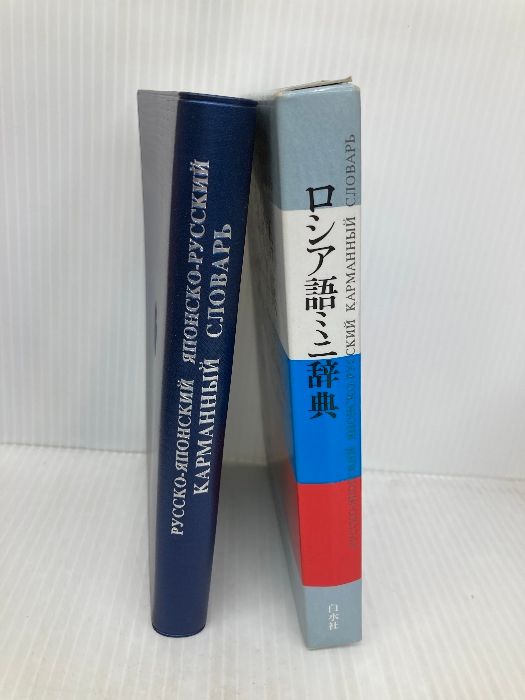 РУССКО-ЯПОНСКИЙ ЯПОНСКО-РУССКИЙ
КАРМАННЫЙ СЛОВАРЬ
ロシア語ミニ辞典
РУССКО-ЯПОНСКИЙ ЯПОНСКО-РУССКИЙ КАРМАННЫЙ СЛОВАРЬ
白水社